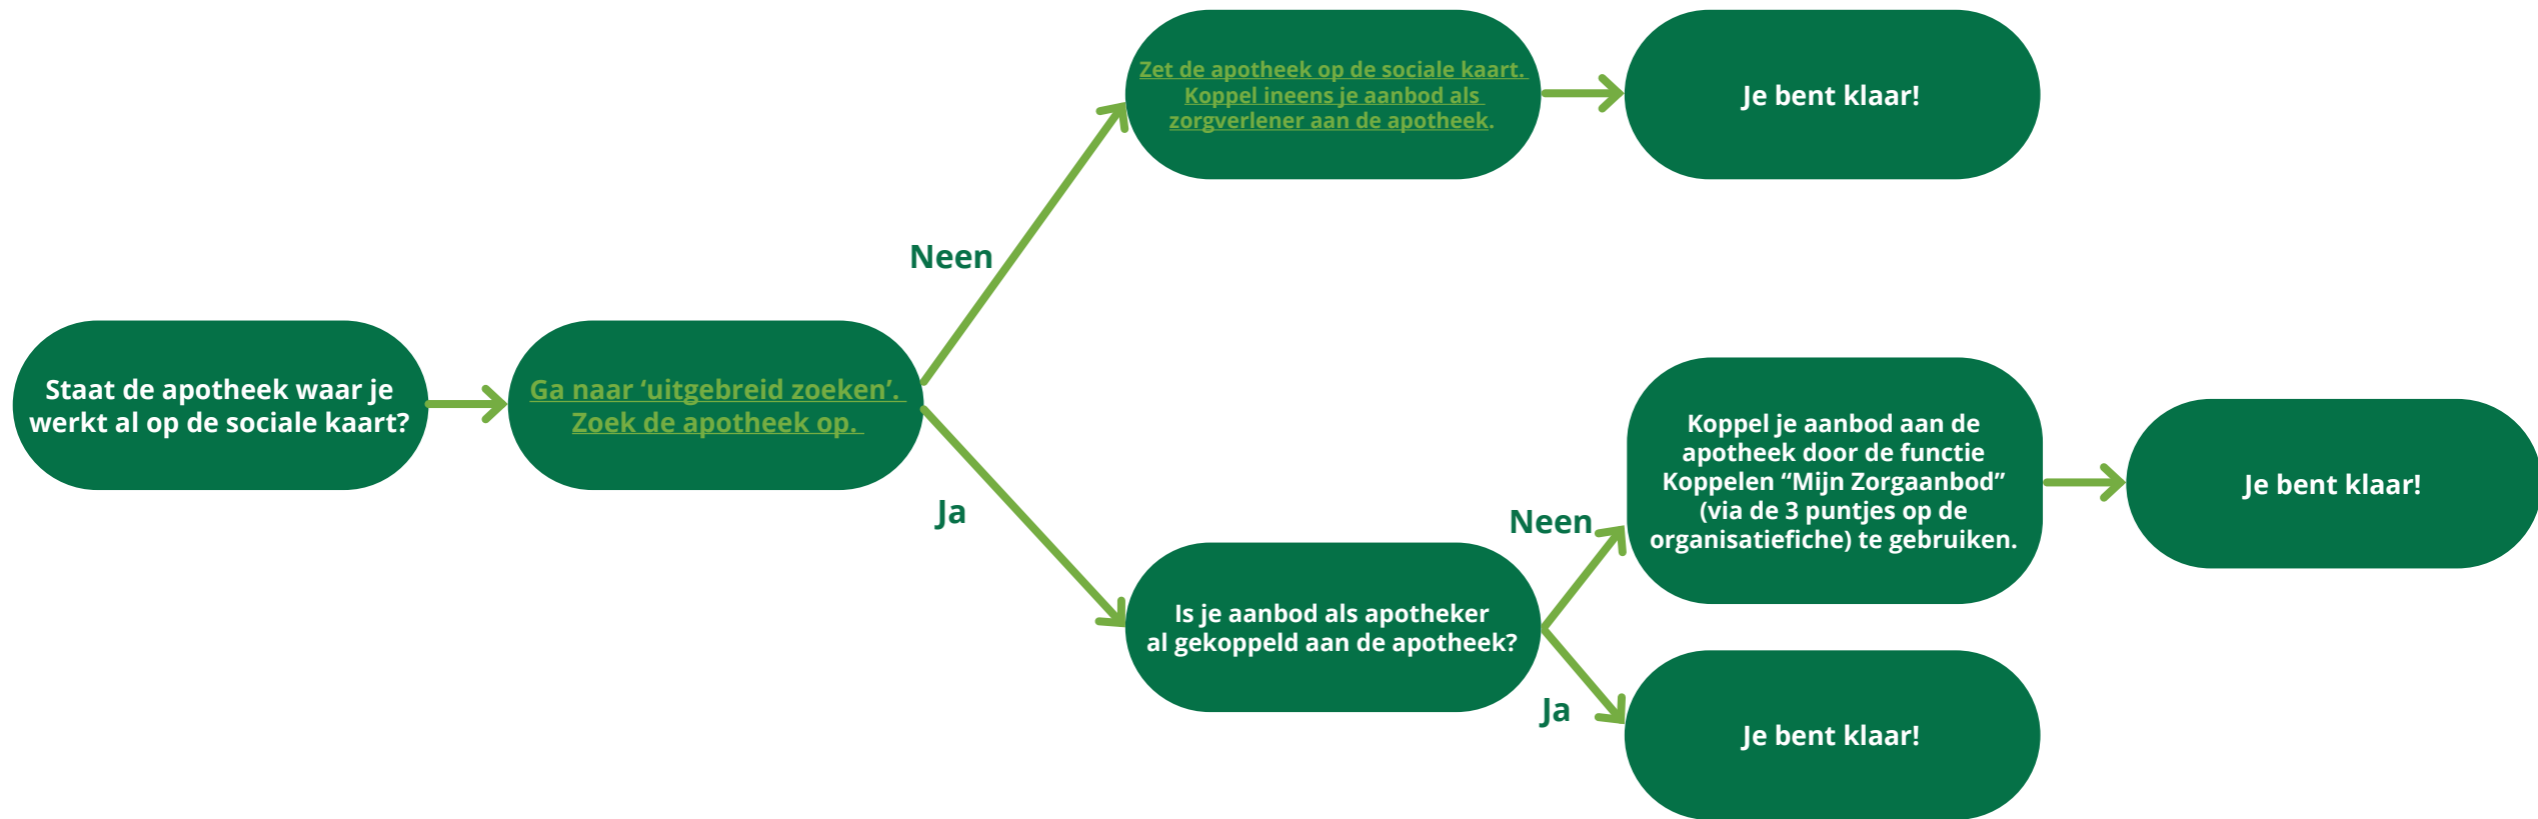 Staat de apotheek waar je
werkt al op de sociale kaart?
Ga naar ‘uitgebreid zoeken’.
Zoek de apotheek op.
Neen
Zet de apotheek op de sociale kaart.
Koppel ineens je aanbod als
zorgverlener aan de apotheek.
Je bent klaar!
Ja
Is je aanbod als apotheker
al gekoppeld aan de apotheek?
Neen
Koppel je aanbod aan de
apotheek door de functie
Koppelen “Mijn Zorgaanbod”
(via de 3 puntjes op de
organisatiefiche) te gebruiken.
Je bent klaar!
Ja
Je bent klaar!